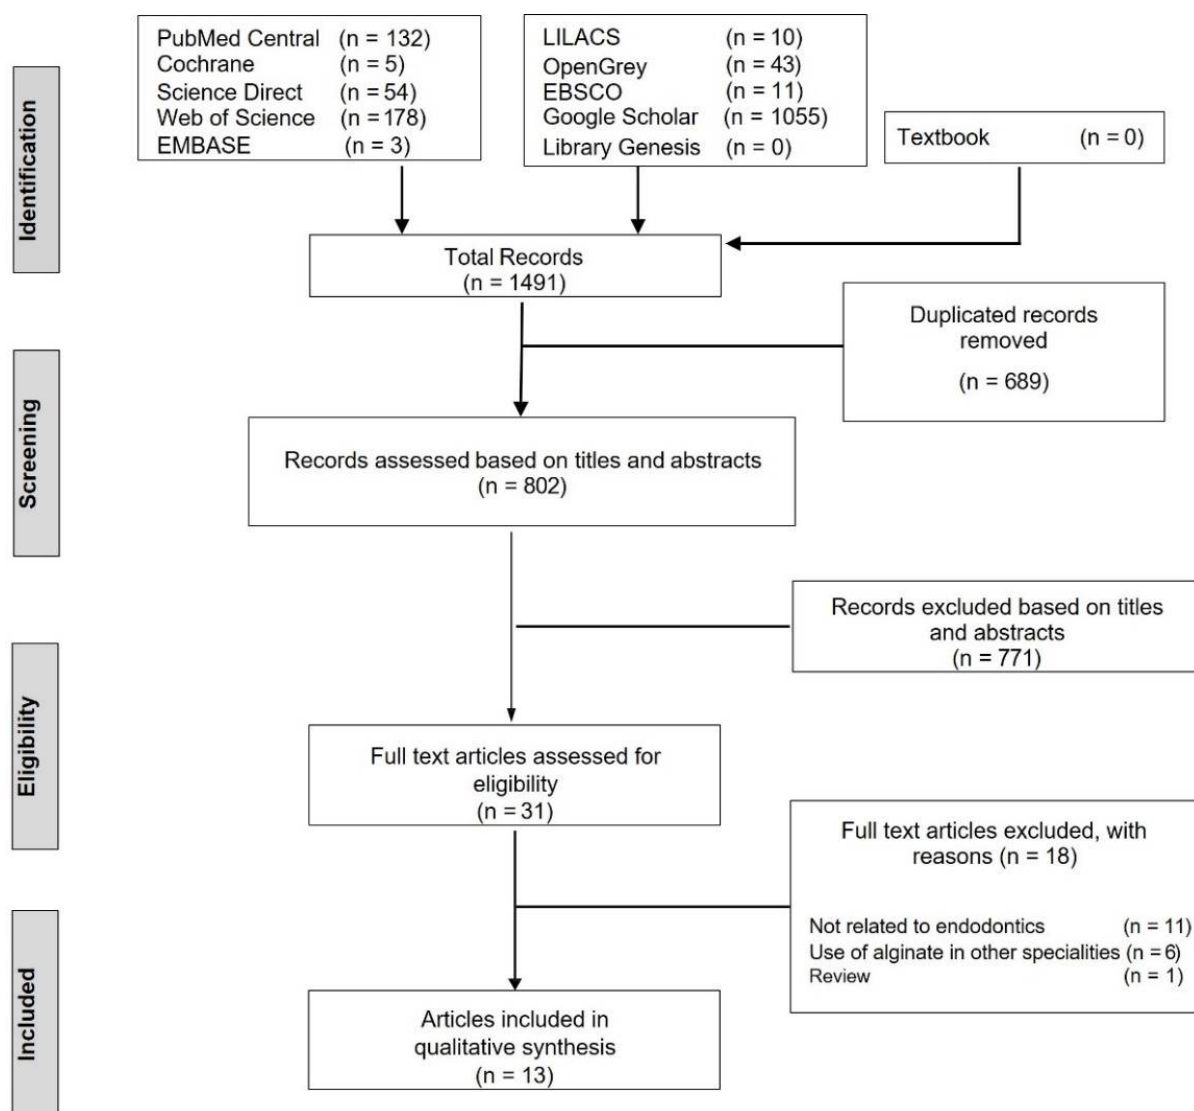 Identification
PubMed Central (n = 132)
Cochrane (n = 5)
Science Direct (n = 54)
Web of Science (n =178)
EMBASE (n = 3)
LILACS (n = 10)
OpenGrey (n = 43)
EBSCO (n = 11)
Google Scholar (n = 1055)
Library Genesis (n = 0)
Textbook (n = 0)
Total Records
(n = 1491)
Screening
Duplicated records
removed
(n = 689)
Records assessed based on titles and abstracts
(n = 802)
Eligibility
Records excluded based on titles
and abstracts
(n = 771)
Full text articles assessed for
eligibility
(n = 31)
Included
Full text articles excluded, with
reasons (n = 18)
Not related to endodontics (n = 11)
Use of alginate in other specialities (n = 6)
Review (n = 1)
Articles included in
qualitative synthesis
(n = 13)